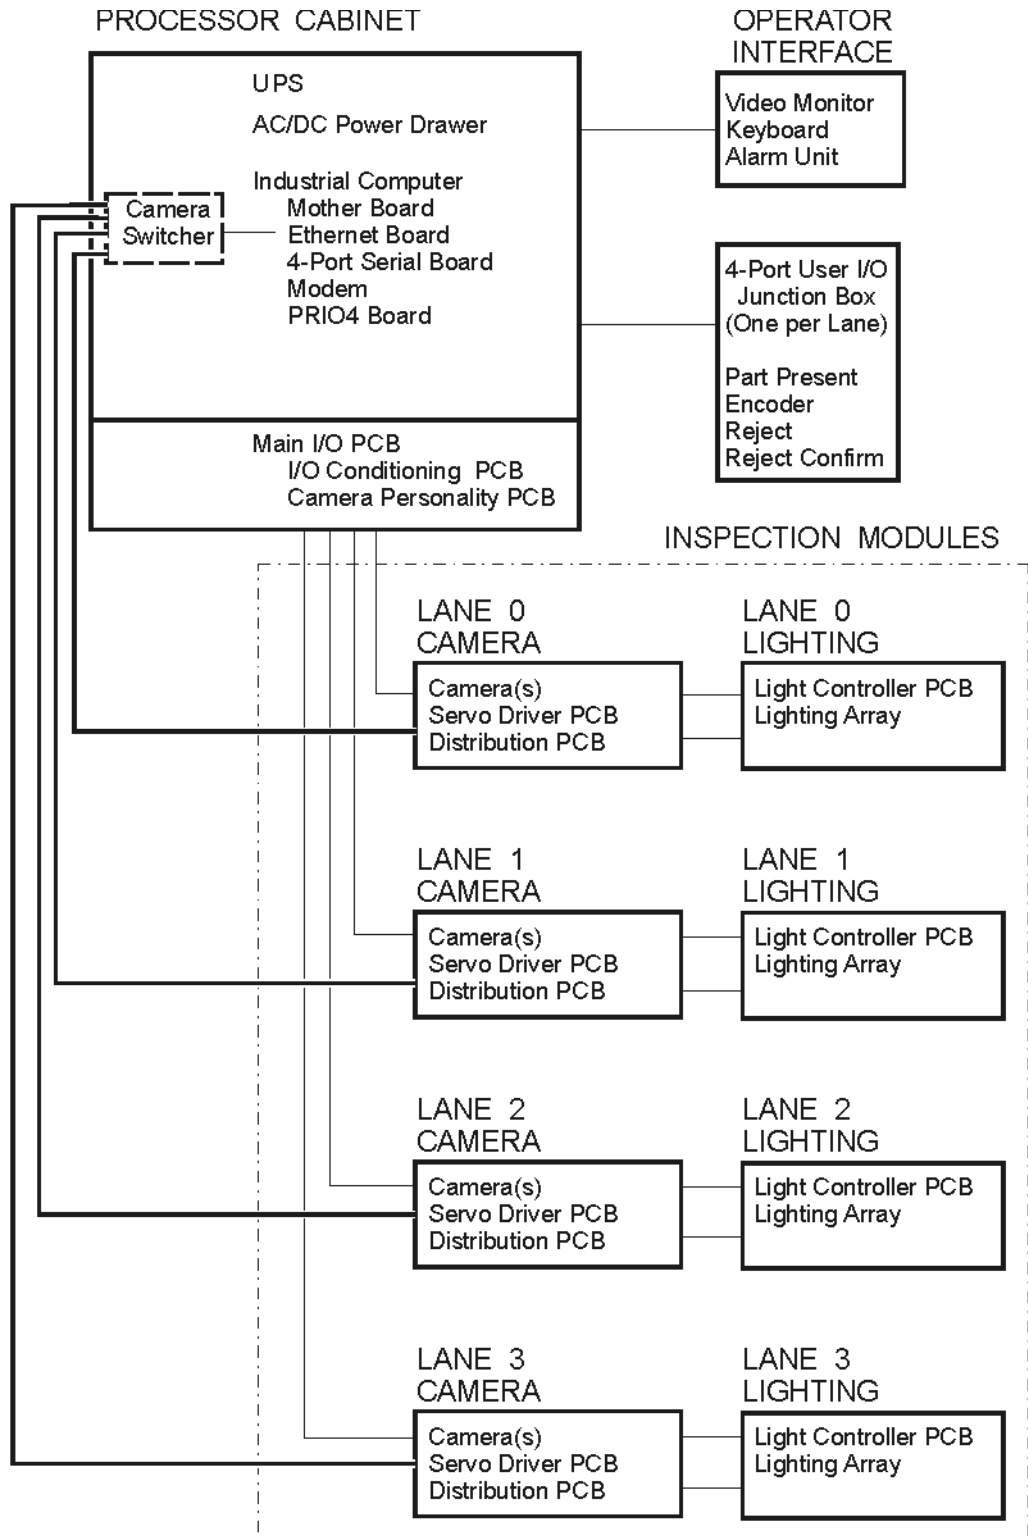 PROCESSOR CABINET
UPS
AC/DC Power Drawer
Industrial Computer
Mother Board
Ethernet Board
4-Port Serial Board
Modem
PRIO4 Board
Camera
Switcher
Main I/O PCB
I/O Conditioning PCB
Camera Personality PCB
OPERATOR
INTERFACE
Video Monitor
Keyboard
Alarm Unit
4-Port User I/O
Junction Box
(One per Lane)
Part Present
Encoder
Reject
Reject Confirm
INSPECTION MODULES
LANE 0
CAMERA
Camera(s)
Servo Driver PCB
Distribution PCB
LANE 0
LIGHTING
Light Controller PCB
Lighting Array
LANE 1
CAMERA
Camera(s)
Servo Driver PCB
Distribution PCB
LANE 1
LIGHTING
Light Controller PCB
Lighting Array
LANE 2
CAMERA
Camera(s)
Servo Driver PCB
Distribution PCB
LANE 2
LIGHTING
Light Controller PCB
Lighting Array
LANE 3
CAMERA
Camera(s)
Servo Driver PCB
Distribution PCB
LANE 3
LIGHTING
Light Controller PCB
Lighting Array